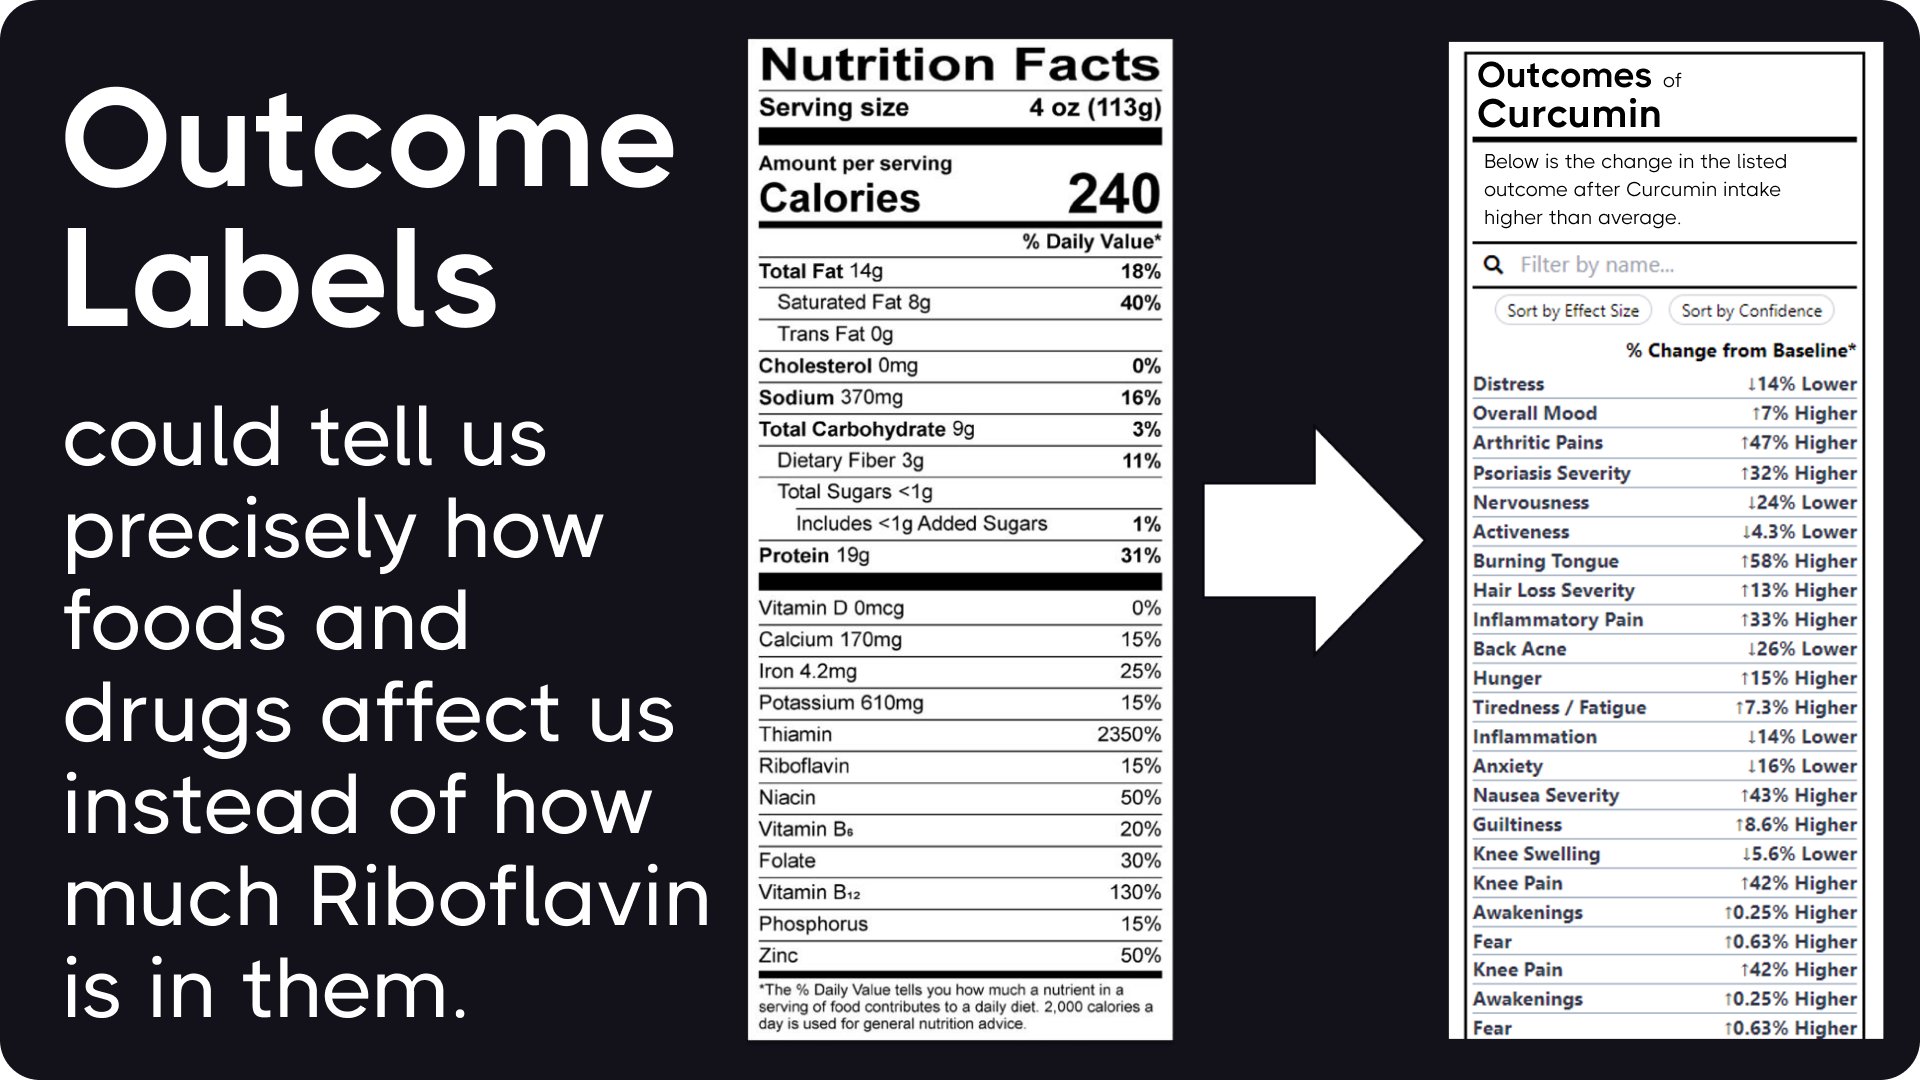 Outcome
Labels
could tell us
precisely how
foods and
drugs affect us
instead of how
much Riboflavin
is in them.
Nutrition Facts
Serving size 4 oz (113g)
Amount per serving
Calories 240
% Daily Value*
Total Fat 14g 18%
Saturated Fat 8g 40%
Trans Fat 0g
Cholesterol 0mg 0%
Sodium 370mg 16%
Total Carbohydrate 9g 3%
Dietary Fiber 3g 11%
Total Sugars <1g
Includes <1g Added Sugars 1%
Protein 19g 31%
Vitamin D 0mcg 0%
Calcium 170mg 15%
Iron 4.2mg 25%
Potassium 610mg 15%
Thiamin 2350%
Riboflavin 15%
Niacin 50%
Vitamin B₆ 20%
Folate 30%
Vitamin B₁₂ 130%
Phosphorus 15%
Zinc 50%
*The % Daily Value tells you how much a nutrient in a
serving of food contributes to a daily diet. 2,000 calories a
day is used for general nutrition advice.
Outcomes of
Curcumin
Below is the change in the listed
outcome after Curcumin intake
higher than average.
Filter by name...
Sort by Effect Size Sort by Confidence
% Change from Baseline*
Distress ↓14% Lower
Overall Mood ↑7% Higher
Arthritic Pains ↑47% Higher
Psoriasis Severity ↑32% Higher
Nervousness ↓24% Lower
Activeness ↓4.3% Lower
Burning Tongue ↑58% Higher
Hair Loss Severity ↑13% Higher
Inflammatory Pain ↑33% Higher
Back Acne ↓26% Lower
Hunger ↑15% Higher
Tiredness / Fatigue ↑7.3% Higher
Inflammation ↓14% Lower
Anxiety ↓16% Lower
Nausea Severity ↑43% Higher
Guiltiness ↑8.6% Higher
Knee Swelling ↓5.6% Lower
Knee Pain ↑42% Higher
Awakenings ↑0.25% Higher
Fear ↑0.63% Higher
Knee Pain ↑42% Higher
Awakenings ↑0.25% Higher
Fear ↑0.63% Higher